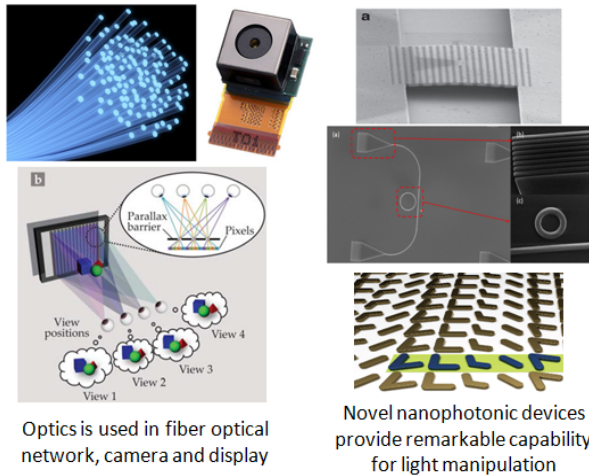 TO1
b
Parallax
barrier
Pixels
View
positions
View 1
View 2
View 3
View 4
Optics is used in fiber optical
network, camera and display
a
(a)
(b)
(c)
Novel nanophotonic devices
provide remarkable capability
for light manipulation